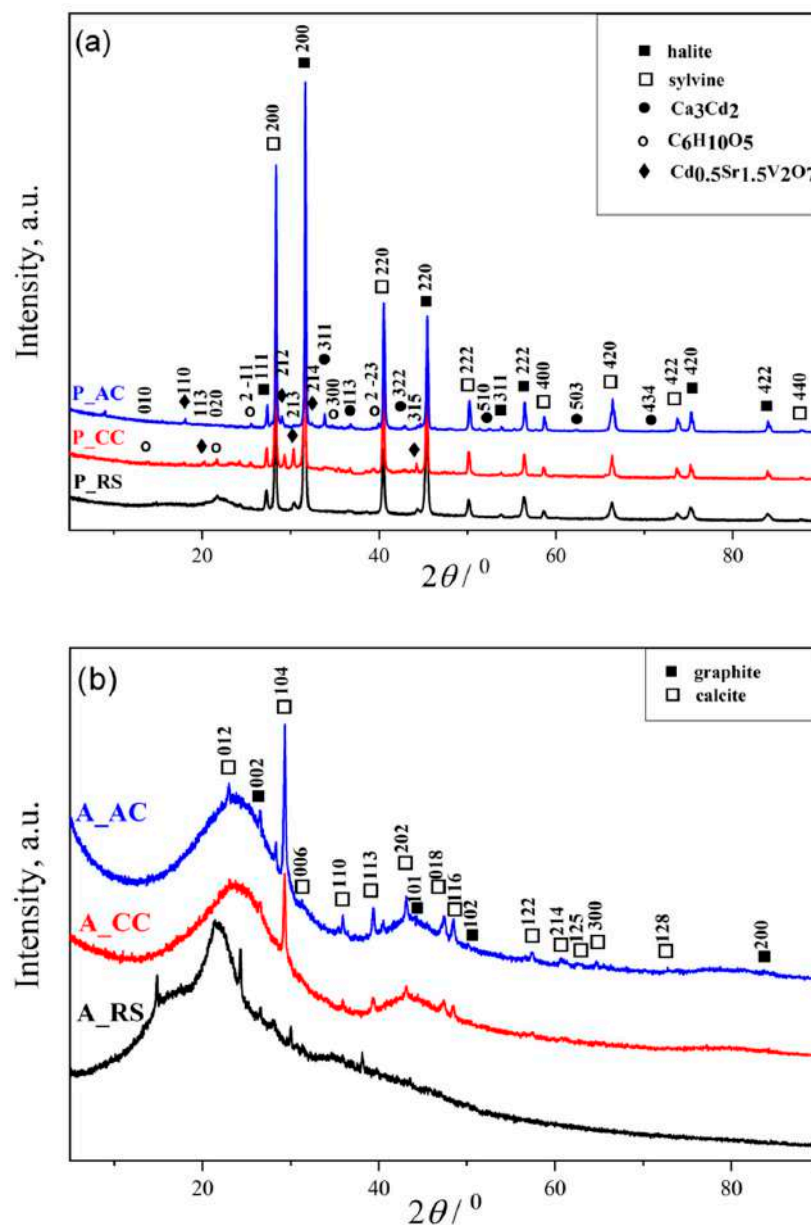 (a)
200
200
halite
sylvine
Ca3Cd2
C6H10O5
Cd0.5Sr1.5V2O7
220
220
010
110
113
020
2 -11
111
212
213
214
311
300
113
2 -23
322
315
222
510
311
222
400
503
420
434
422
420
422
440
P_AC
P_CC
P_RS
Intensity, a.u.
20
40
60
80
2θ/ 0
(b)
graphite
calcite
104
012
002
006
110
113
202
101
018
116
102
122
214
125
300
128
200
A_AC
A_CC
A_RS
Intensity, a.u.
20
40
60
80
2θ/ 0